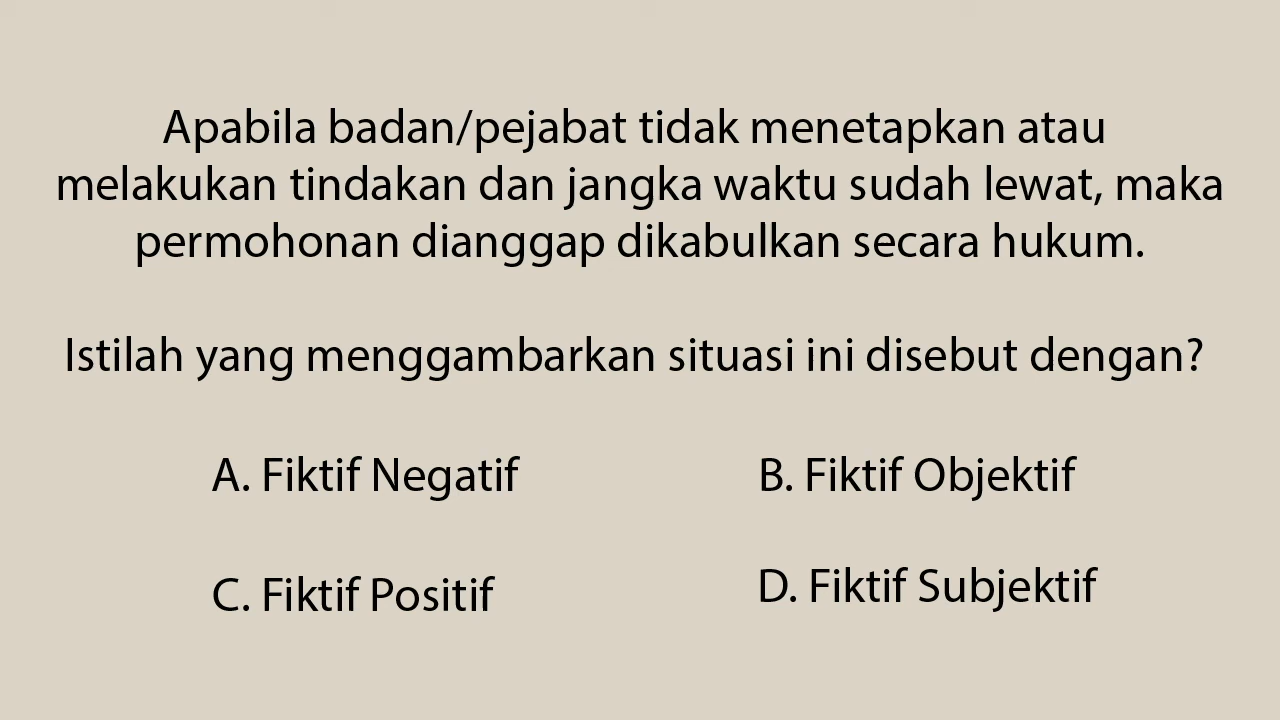 Apabila badan/pejabat tidak menetapkan atau
melakukan tindakan dan jangka waktu sudah lewat, maka
permohonan dianggap dikabulkan secara hukum.
Istilah yang menggambarkan situasi ini disebut dengan?
A. Fiktif Negatif
B. Fiktif Objektif
C. Fiktif Positif
D. Fiktif Subjektif